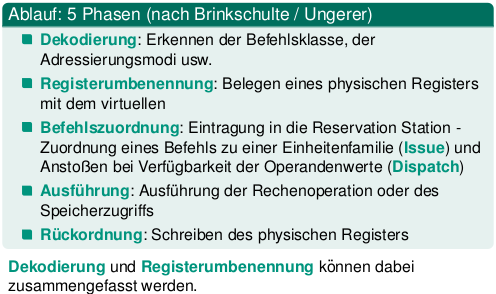 Ablauf: 5 Phasen (nach Brinkschulte / Ungerer)
Dekodierung: Erkennen der Befehlsklasse, der
Adressierungsmodi usw.
Registerumbenennung: Belegen eines physischen Registers
mit dem virtuellen
Befehlszuordnung: Eintragung in die Reservation Station -
Zuordnung eines Befehls zu einer Einheitenfamilie (Issue) und
Anstoßen bei Verfügbarkeit der Operandenwerte (Dispatch)
Ausführung: Ausführung der Rechenoperation oder des
Speicherzugriffs
Rückordnung: Schreiben des physischen Registers
Dekodierung und Registerumbenennung können dabei
zusammengefasst werden.